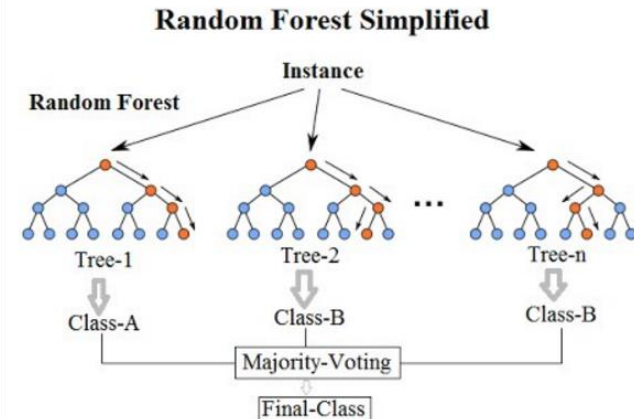 Random Forest Simplified
Instance
Random Forest
...
Tree-1
Tree-2
Tree-n
Class-A
Class-B
Class-B
Majority-Voting
Final-Class